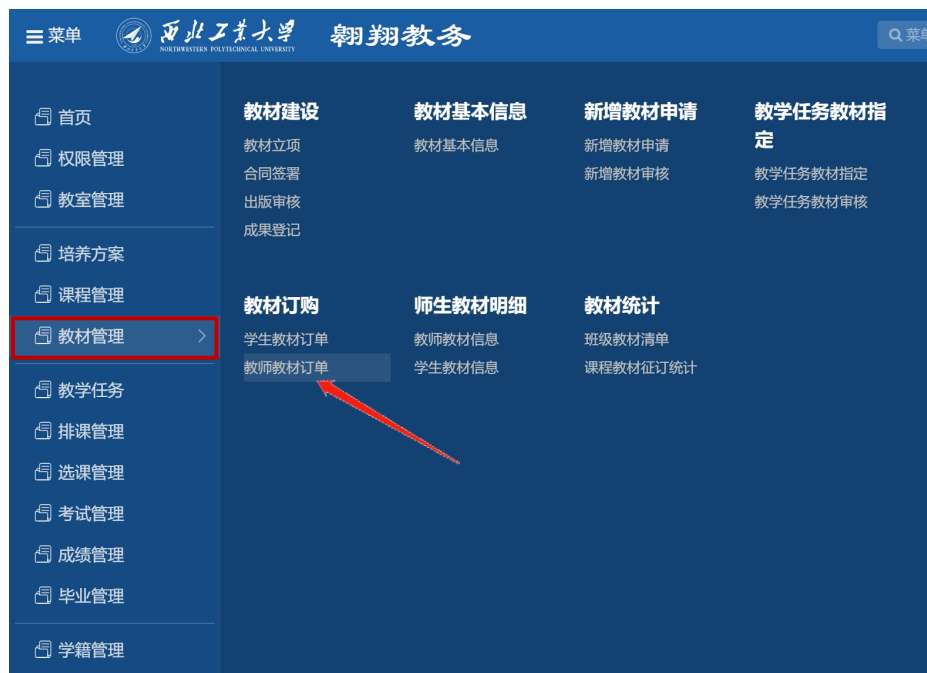 菜单
西北工业大学
NORTHWESTERN POLYTECHNICAL UNIVERSITY
翱翔教务
菜单
首页
权限管理
教室管理
培养方案
课程管理
教材管理
教学任务
排课管理
选课管理
考试管理
成绩管理
毕业管理
学籍管理
教材建设
教材立项
合同签署
出版审核
成果登记
教材基本信息
教材基本信息
新增教材申请
新增教材申请
新增教材审核
教学任务教材指
定
教学任务教材指定
教学任务教材审核
教材订购
学生教材订单
教师教材订单
师生教材明细
教师教材信息
学生教材信息
教材统计
班级教材清单
课程教材征订统计